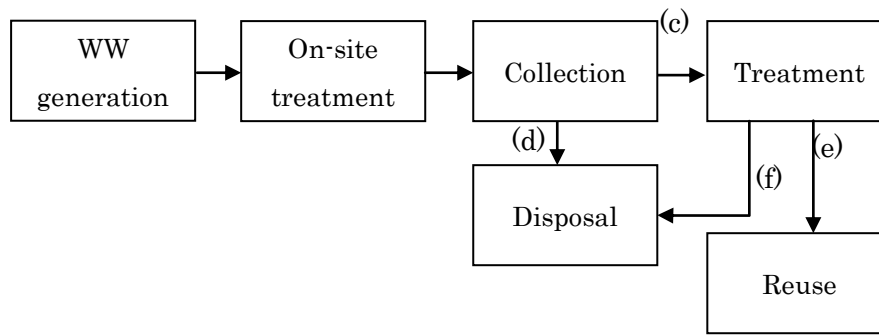 WW
generation
On-site
treatment
Collection
(c)
Treatment
(d)
(e)
(f)
Disposal
Reuse